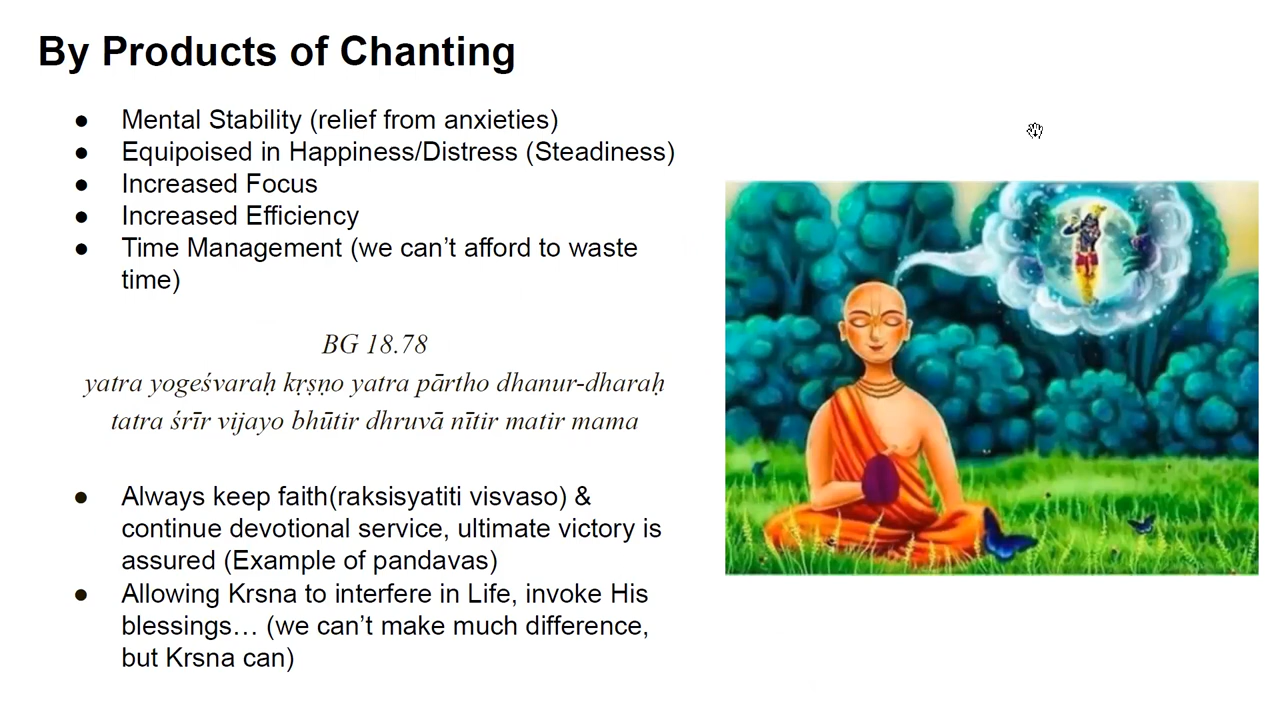 By Products of Chanting
● Mental Stability (relief from anxieties)
● Equipoised in Happiness/Distress (Steadiness)
● Increased Focus
● Increased Efficiency
● Time Management (we can’t afford to waste
time)
BG 18.78
yatra yogeśvaraḥ kṛṣṇo yatra pārtho dhanur-dharaḥ
tatra śrīr vijayo bhūtir dhruvā nītir matir mama
● Always keep faith(raksisyatiti visvaso) &
continue devotional service, ultimate victory is
assured (Example of pandavas)
● Allowing Krsna to interfere in Life, invoke His
blessings… (we can’t make much difference,
but Krsna can)